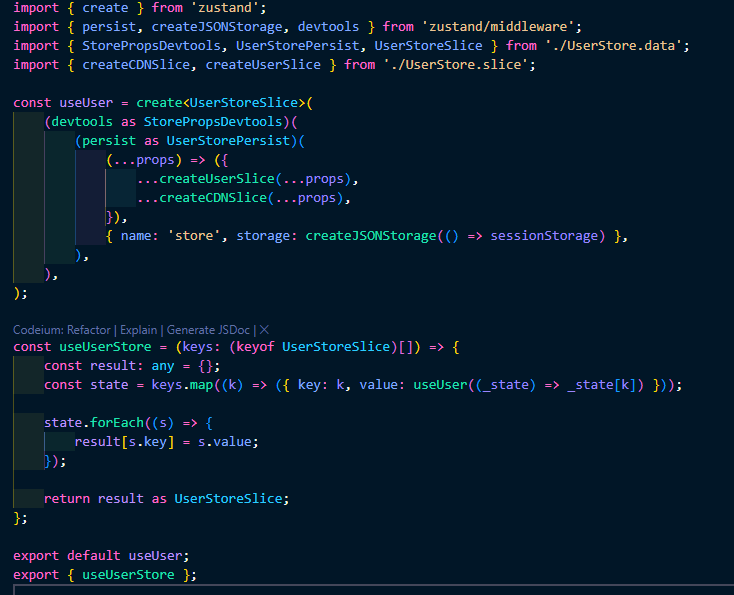 import { create } from 'zustand';
import { persist, createJSONStorage, devtools } from 'zustand/middleware';
import { StorePropsDevtools, UserStorePersist, UserStoreSlice } from './UserStore.data';
import { createCDNSlice, createUserSlice } from './UserStore.slice';

const useUser = create<UserStoreSlice>(
    (devtools as StorePropsDevtools)(
        (persist as UserStorePersist)(
            (...props) => ({
                ...createUserSlice(...props),
                ...createCDNSlice(...props),
            }),
            { name: 'store', storage: createJSONStorage(() => sessionStorage) },
        ),
    ),
);

Codeium: Refactor | Explain | Generate JSDoc | X
const useUserStore = (keys: (keyof UserStoreSlice)[]) => {
    const result: any = {};
    const state = keys.map((k) => ({ key: k, value: useUser((_state) => _state[k]) }));

    state.forEach((s) => {
        result[s.key] = s.value;
    });

    return result as UserStoreSlice;
};

export default useUser;
export { useUserStore };